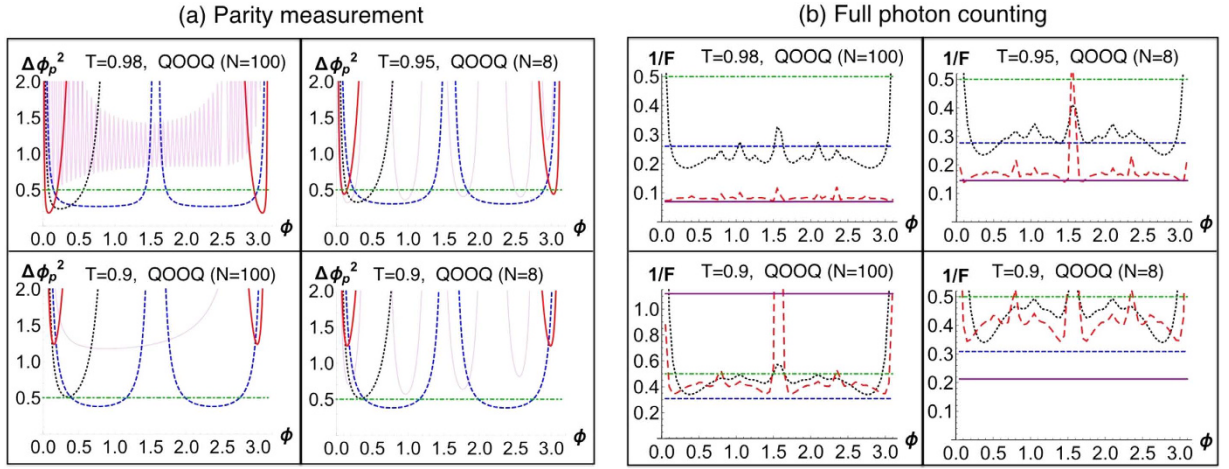 (a) Parity measurement
Δϕp² T=0.98, QOOQ (N=100)
2.0
1.5
1.0
0.5
0.0 0.5 1.0 1.5 2.0 2.5 3.0 ϕ
Δϕp² T=0.95, QOOQ (N=8)
2.0
1.5
1.0
0.5
0.0 0.5 1.0 1.5 2.0 2.5 3.0 ϕ
Δϕp² T=0.9, QOOQ (N=100)
2.0
1.5
1.0
0.5
0.0 0.5 1.0 1.5 2.0 2.5 3.0 ϕ
Δϕp² T=0.9, QOOQ (N=8)
2.0
1.5
1.0
0.5
0.0 0.5 1.0 1.5 2.0 2.5 3.0 ϕ
(b) Full photon counting
1/F T=0.98, QOOQ (N=100)
0.5
0.4
0.3
0.2
0.1
0.0 0.5 1.0 1.5 2.0 2.5 3.0 ϕ
1/F T=0.95, QOOQ (N=8)
0.5
0.4
0.3
0.2
0.1
0.0 0.5 1.0 1.5 2.0 2.5 3.0 ϕ
1/F T=0.9, QOOQ (N=100)
1.0
0.8
0.6
0.4
0.2
0.0 0.5 1.0 1.5 2.0 2.5 3.0 ϕ
1/F T=0.9, QOOQ (N=8)
0.5
0.4
0.3
0.2
0.1
0.0 0.5 1.0 1.5 2.0 2.5 3.0 ϕ